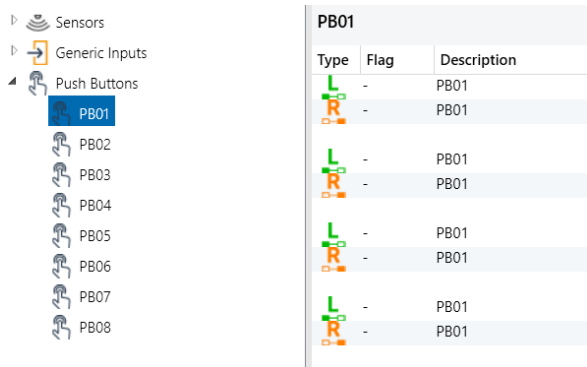 Sensors
Generic Inputs
Push Buttons
PB01
PB02
PB03
PB04
PB05
PB06
PB07
PB08
PB01
Type Flag Description
L - PB01
R - PB01
L - PB01
R - PB01
L - PB01
R - PB01
L - PB01
R - PB01